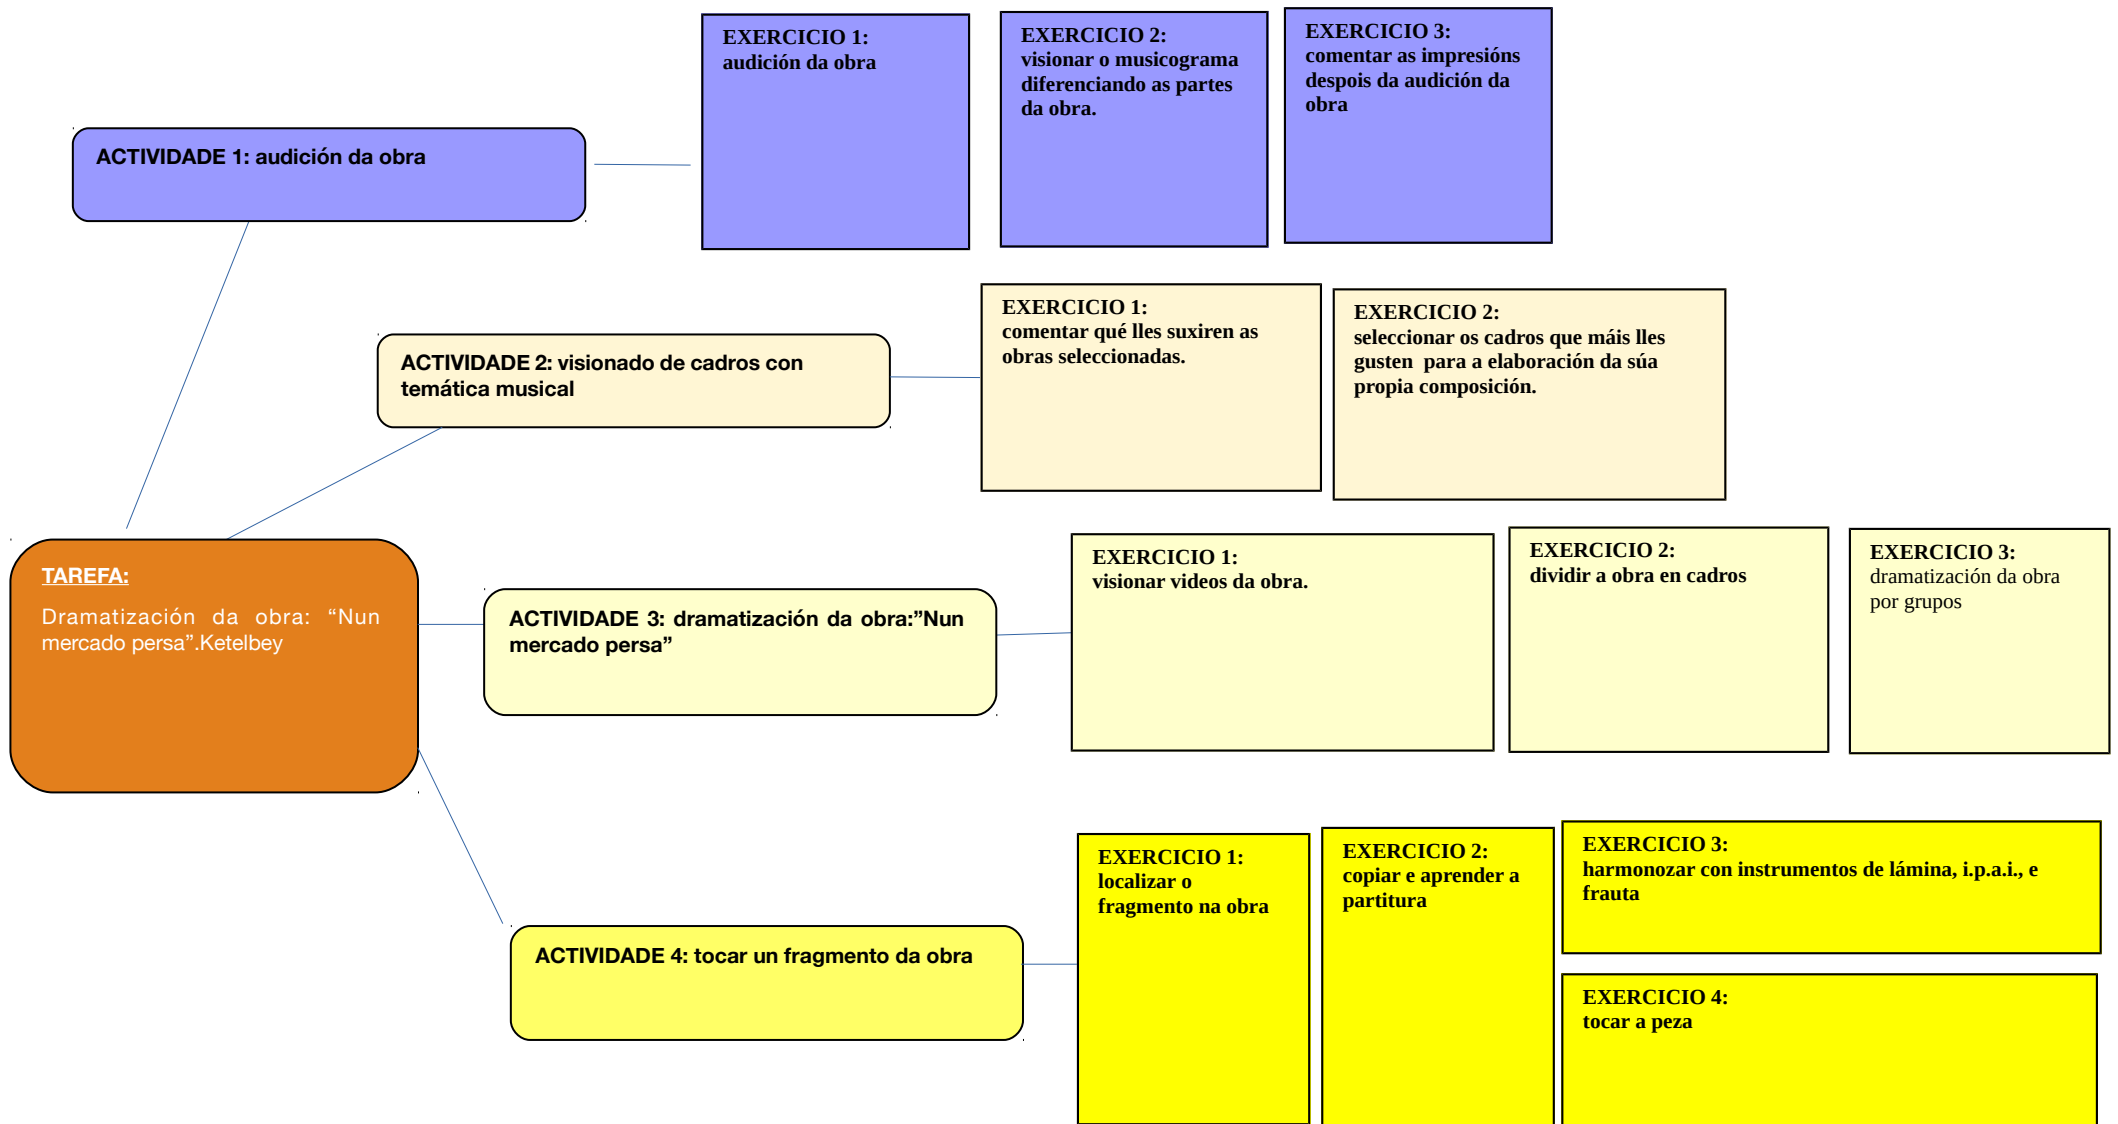 EXERCICIO 1:
audición da obra
EXERCICIO 2:
visionar o musicograma
diferenciando as partes
da obra.
EXERCICIO 3:
comentar as impresións
despois da audición da
obra
ACTIVIDADE 1: audición da obra
EXERCICIO 1:
comentar qué lles suxiren as
obras seleccionadas.
EXERCICIO 2:
seleccionar os cadros que máis lles
gusten  para a elaboración da súa
propia composición.
ACTIVIDADE 2: visionado de cadros con
temática musical
TAREFA:
Dramatización da obra: “Nun
mercado persa”.Ketelbey
ACTIVIDADE 3: dramatización da obra:”Nun
mercado persa”
EXERCICIO 1:
visionar videos da obra.
EXERCICIO 2:
dividir a obra en cadros
EXERCICIO 3:
dramatización da obra
por grupos
ACTIVIDADE 4: tocar un fragmento da obra
EXERCICIO 1:
localizar o
fragmento na obra
EXERCICIO 2:
copiar e aprender a
partitura
EXERCICIO 3:
harmonozar con instrumentos de lámina, i.p.a.i., e
frauta
EXERCICIO 4:
tocar a peza